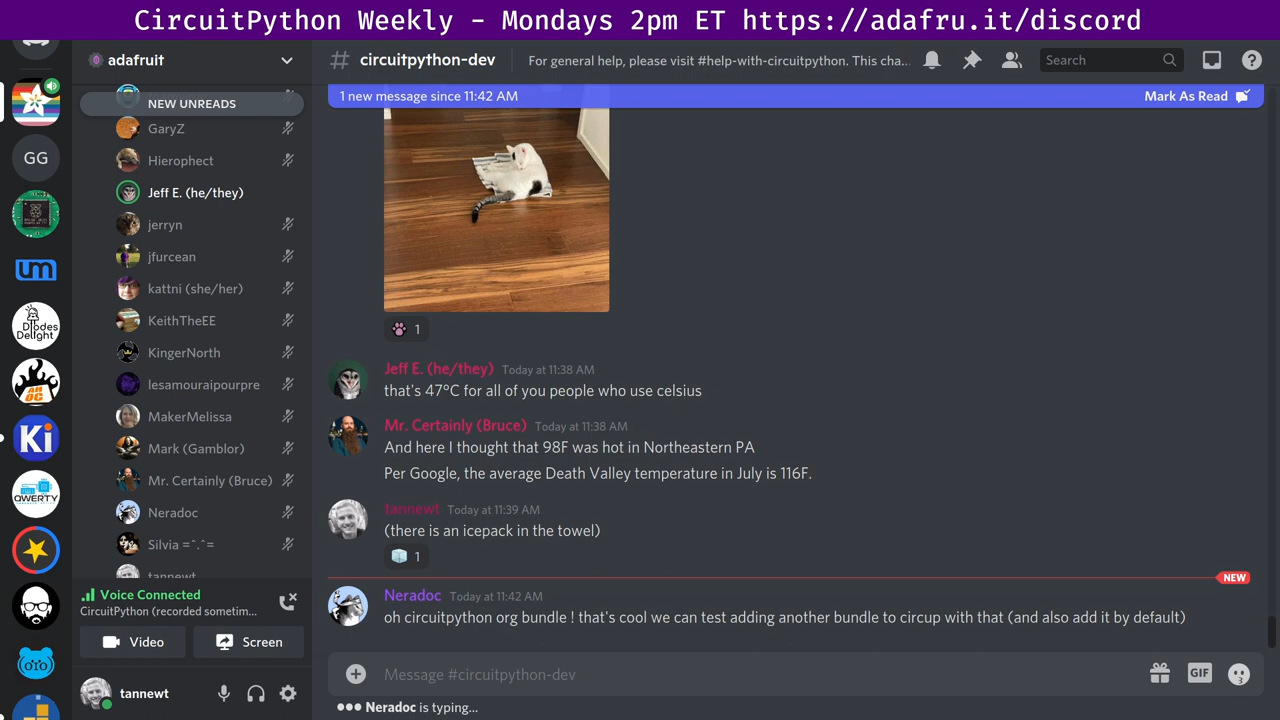 CircuitPython Weekly - Mondays 2pm ET https://adafru.it/discord
adafruit
NEW UNREADS
GaryZ
Hierophect
Jeff E. (he/they)
jerryn
jfurcean
kattni (she/her)
KeithTheEE
KingerNorth
lesamouraipourpre
MakerMelissa
Mark (Gamblor)
Mr. Certainly (Bruce)
Neradoc
Silvia =^.^=
tannewt
Voice Connected
CircuitPython (recorded sometim...
Video
Screen
tannewt
GG
um
Diodes
Delight
AHOC
Ki
QWERTY
# circuitpython-dev
For general help, please visit #help-with-circuitpython. This cha...
Search
1 new message since 11:42 AM
Mark As Read
1
Jeff E. (he/they) Today at 11:38 AM
that's 47°C for all of you people who use celsius
Mr. Certainly (Bruce) Today at 11:38 AM
And here I thought that 98F was hot in Northeastern PA
Per Google, the average Death Valley temperature in July is 116F.
tannewt Today at 11:39 AM
(there is an icepack in the towel)
1
NEW
Neradoc Today at 11:42 AM
oh circuitpython org bundle ! that's cool we can test adding another bundle to circup with that (and also add it by default)
Message #circuitpython-dev
GIF
Neradoc is typing...